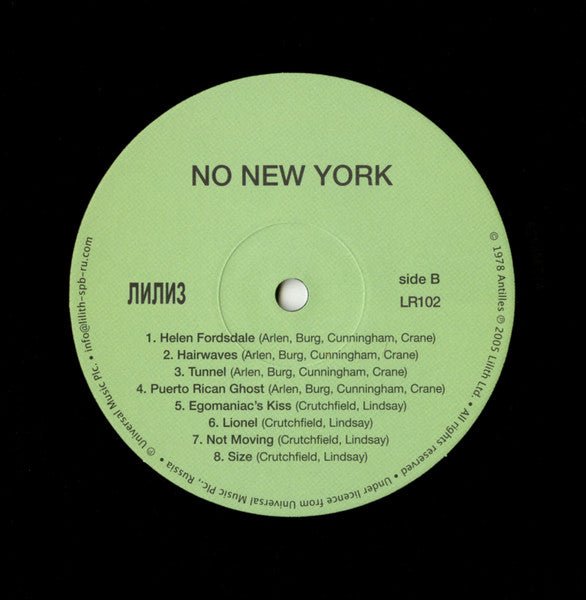 NO NEW YORK
ЛИЛИЗ
side B
LR102
1. Helen Fordsdale (Arlen, Burg, Cunningham, Crane)
2. Hairwaves (Arlen, Burg, Cunningham, Crane)
3. Tunnel (Arlen, Burg, Cunningham, Crane)
4. Puerto Rican Ghost (Arlen, Burg, Cunningham, Crane)
5. Egomaniac's Kiss (Crutchfield, Lindsay)
6. Lionel (Crutchfield, Lindsay)
7. Not Moving (Crutchfield, Lindsay)
8. Size (Crutchfield, Lindsay)
© 1978 Antilles ℗ 2005 Lilith Ltd. • All rights reserved • Under licence from Universal Music Plc., Russia • ℗ Universal Music Plc. • info@lilith-spb-ru.com